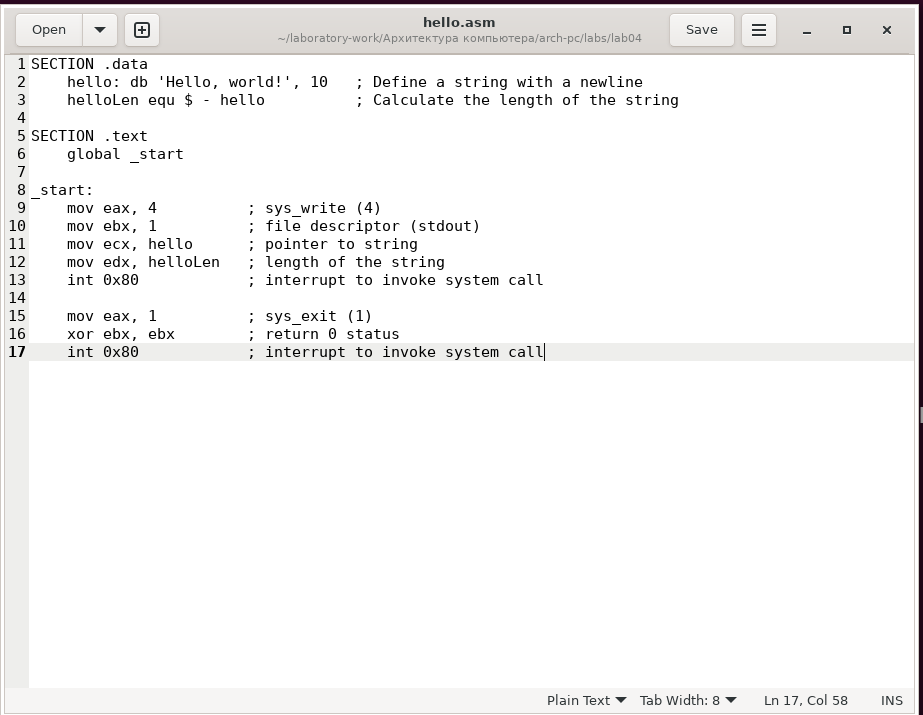 Open
hello.asm
~/laboratory-work/Архитектура компьютера/arch-pc/labs/lab04
Save
1 SECTION .data
2     hello: db 'Hello, world!', 10   ; Define a string with a newline
3     helloLen equ $ - hello          ; Calculate the length of the string
4
5 SECTION .text
6     global _start
7
8 _start:
9     mov eax, 4          ; sys_write (4)
10     mov ebx, 1          ; file descriptor (stdout)
11     mov ecx, hello      ; pointer to string
12     mov edx, helloLen   ; length of the string
13     int 0x80            ; interrupt to invoke system call
14
15     mov eax, 1          ; sys_exit (1)
16     xor ebx, ebx        ; return 0 status
17     int 0x80            ; interrupt to invoke system call
Plain Text Tab Width: 8 Ln 17, Col 58 INS